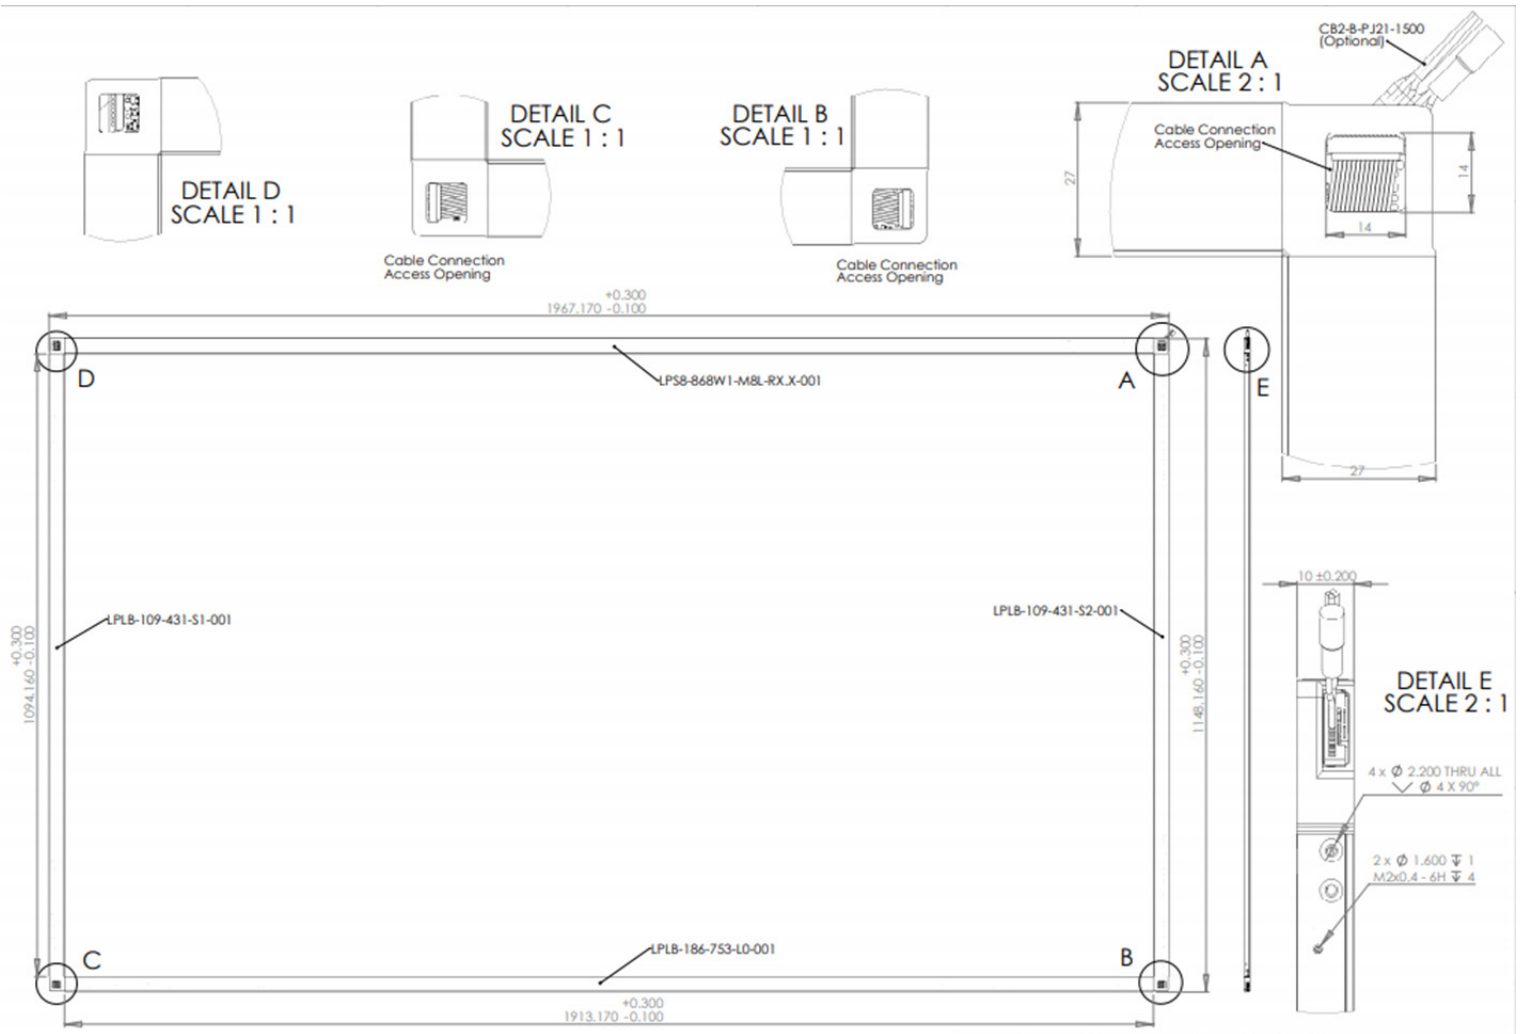 CB2-B-PJ21-1500
(Optional)
DETAIL A
SCALE 2 : 1
Cable Connection
Access Opening
27
14
14
27
DETAIL D
SCALE 1 : 1
DETAIL C
SCALE 1 : 1
Cable Connection
Access Opening
DETAIL B
SCALE 1 : 1
Cable Connection
Access Opening
+0.300
1967.170 -0.100
D
A
E
LPS8-868W1-M8L-RX.X-001
LPLB-109-431-S1-001
LPLB-109-431-S2-001
+0.300
1094.160 -0.100
+0.300
1148.160 -0.100
10 ±0.200
DETAIL E
SCALE 2 : 1
4 x Ø 2.200 THRU ALL
⌵ Ø 4 X 90°
2 x Ø 1.600 ↧ 1
M2x0.4 - 6H ↧ 4
C
B
LPLB-186-753-L0-001
+0.300
1913.170 -0.100